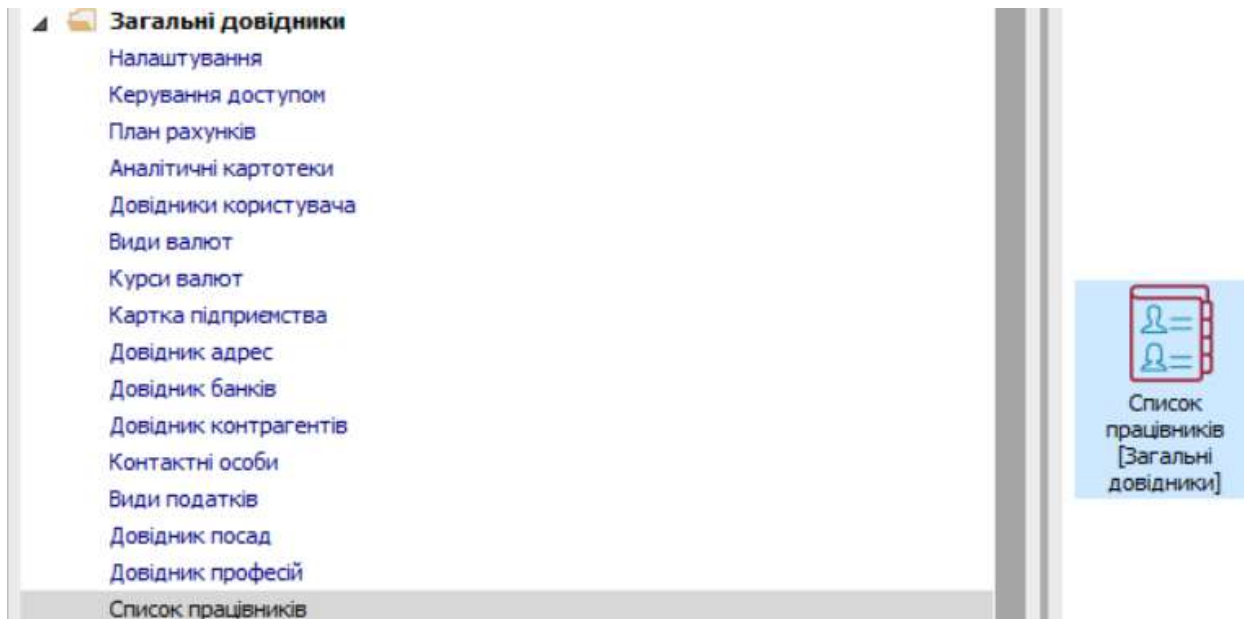 Загальні довідники
Налаштування
Керування доступом
План рахунків
Аналітичні картотеки
Довідники користувача
Види валют
Курси валют
Картка підприємства
Довідник адрес
Довідник банків
Довідник контрагентів
Контактні особи
Види податків
Довідник посад
Довідник професій
Список працівників
Список
працівників
[Загальні
довідники]